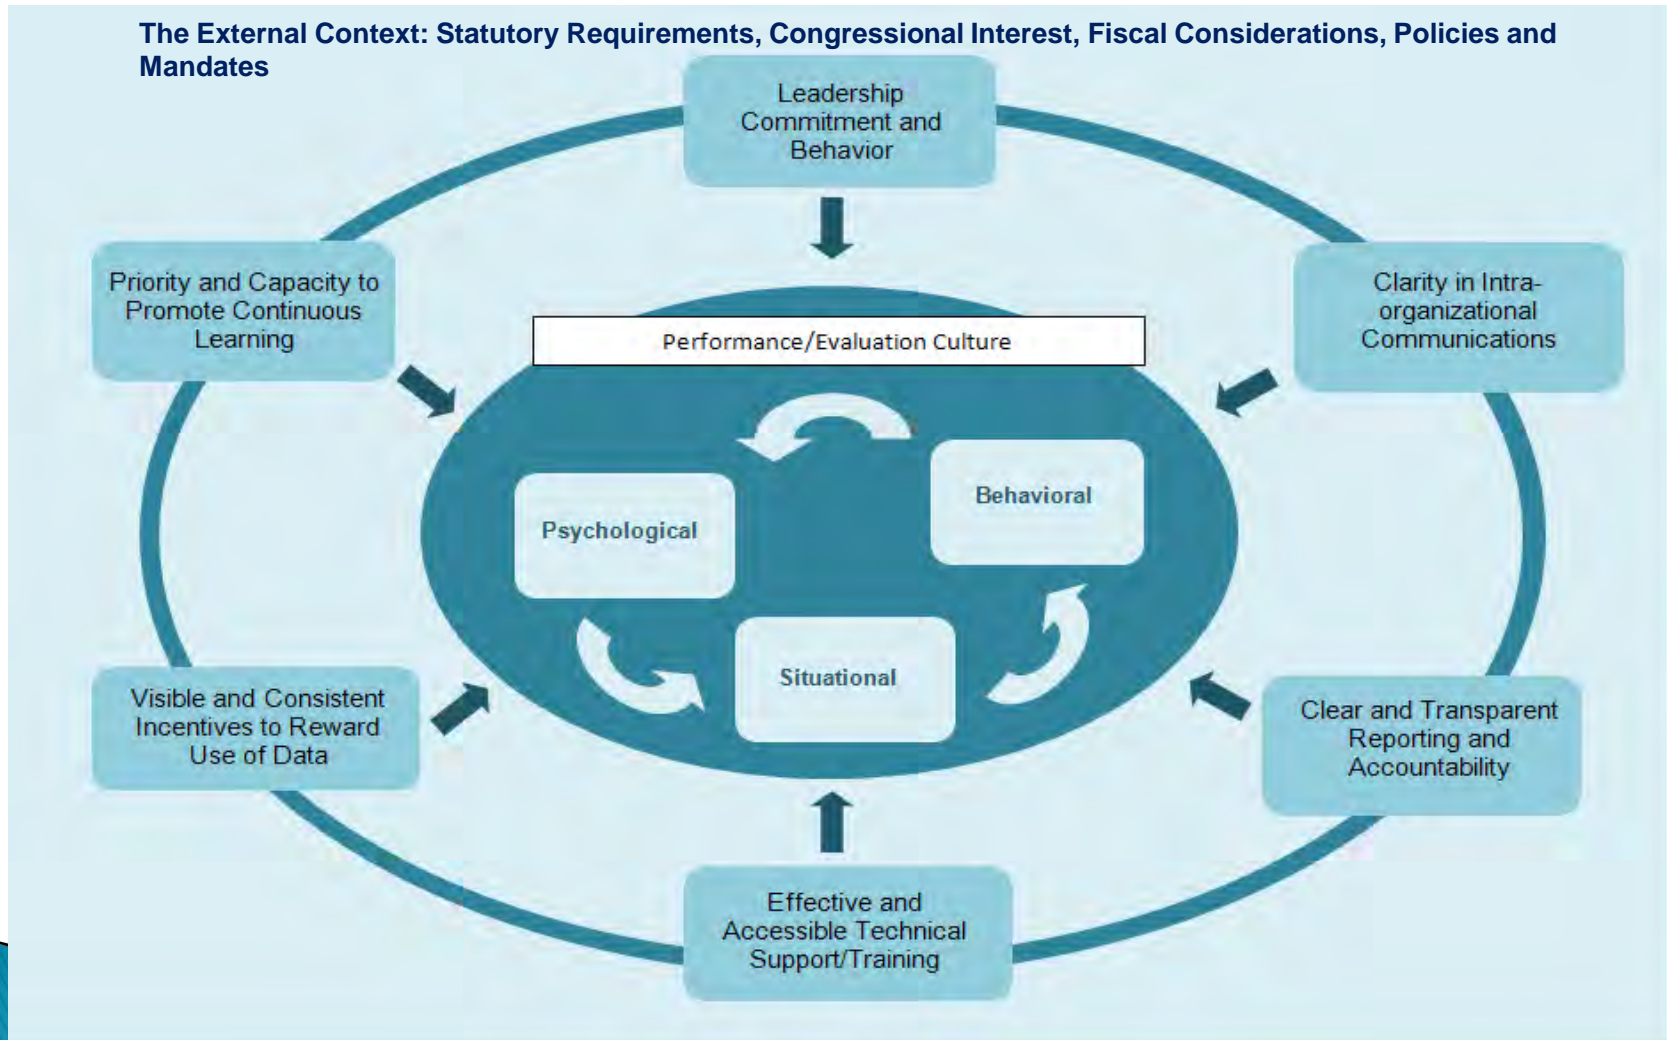 The External Context: Statutory Requirements, Congressional Interest, Fiscal Considerations, Policies and
Mandates
Leadership
Commitment and
Behavior
Priority and Capacity to
Promote Continuous
Learning
Clarity in Intra-
organizational
Communications
Performance/Evaluation Culture
Psychological
Behavioral
Situational
Visible and Consistent
Incentives to Reward
Use of Data
Clear and Transparent
Reporting and
Accountability
Effective and
Accessible Technical
Support/Training